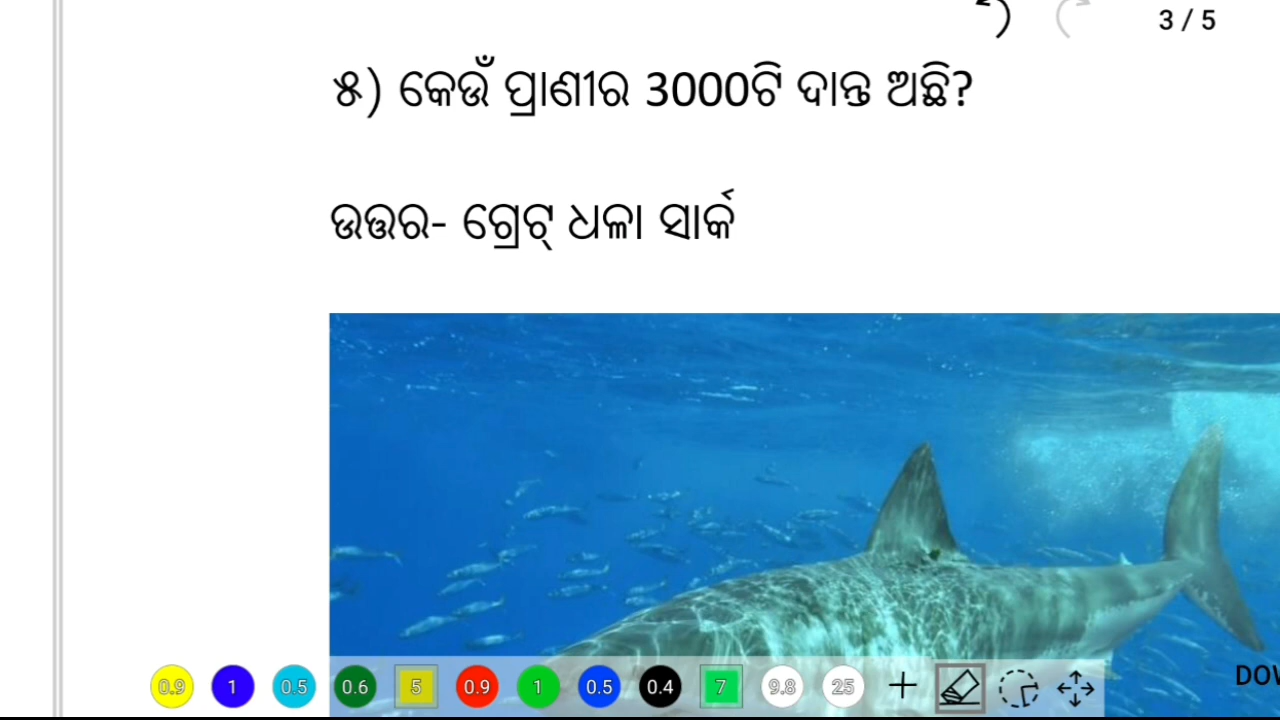 3 / 5
୫) କେଉଁ ପ୍ରାଣୀର 3000ଟି ଦାନ୍ତ ଅଛି?
ଉତ୍ତର- ଗ୍ରେଟ୍ ଧଳା ସାର୍କ
0.9 1 0.5 0.6 5 0.9 1 0.5 0.4 7 9.8 25